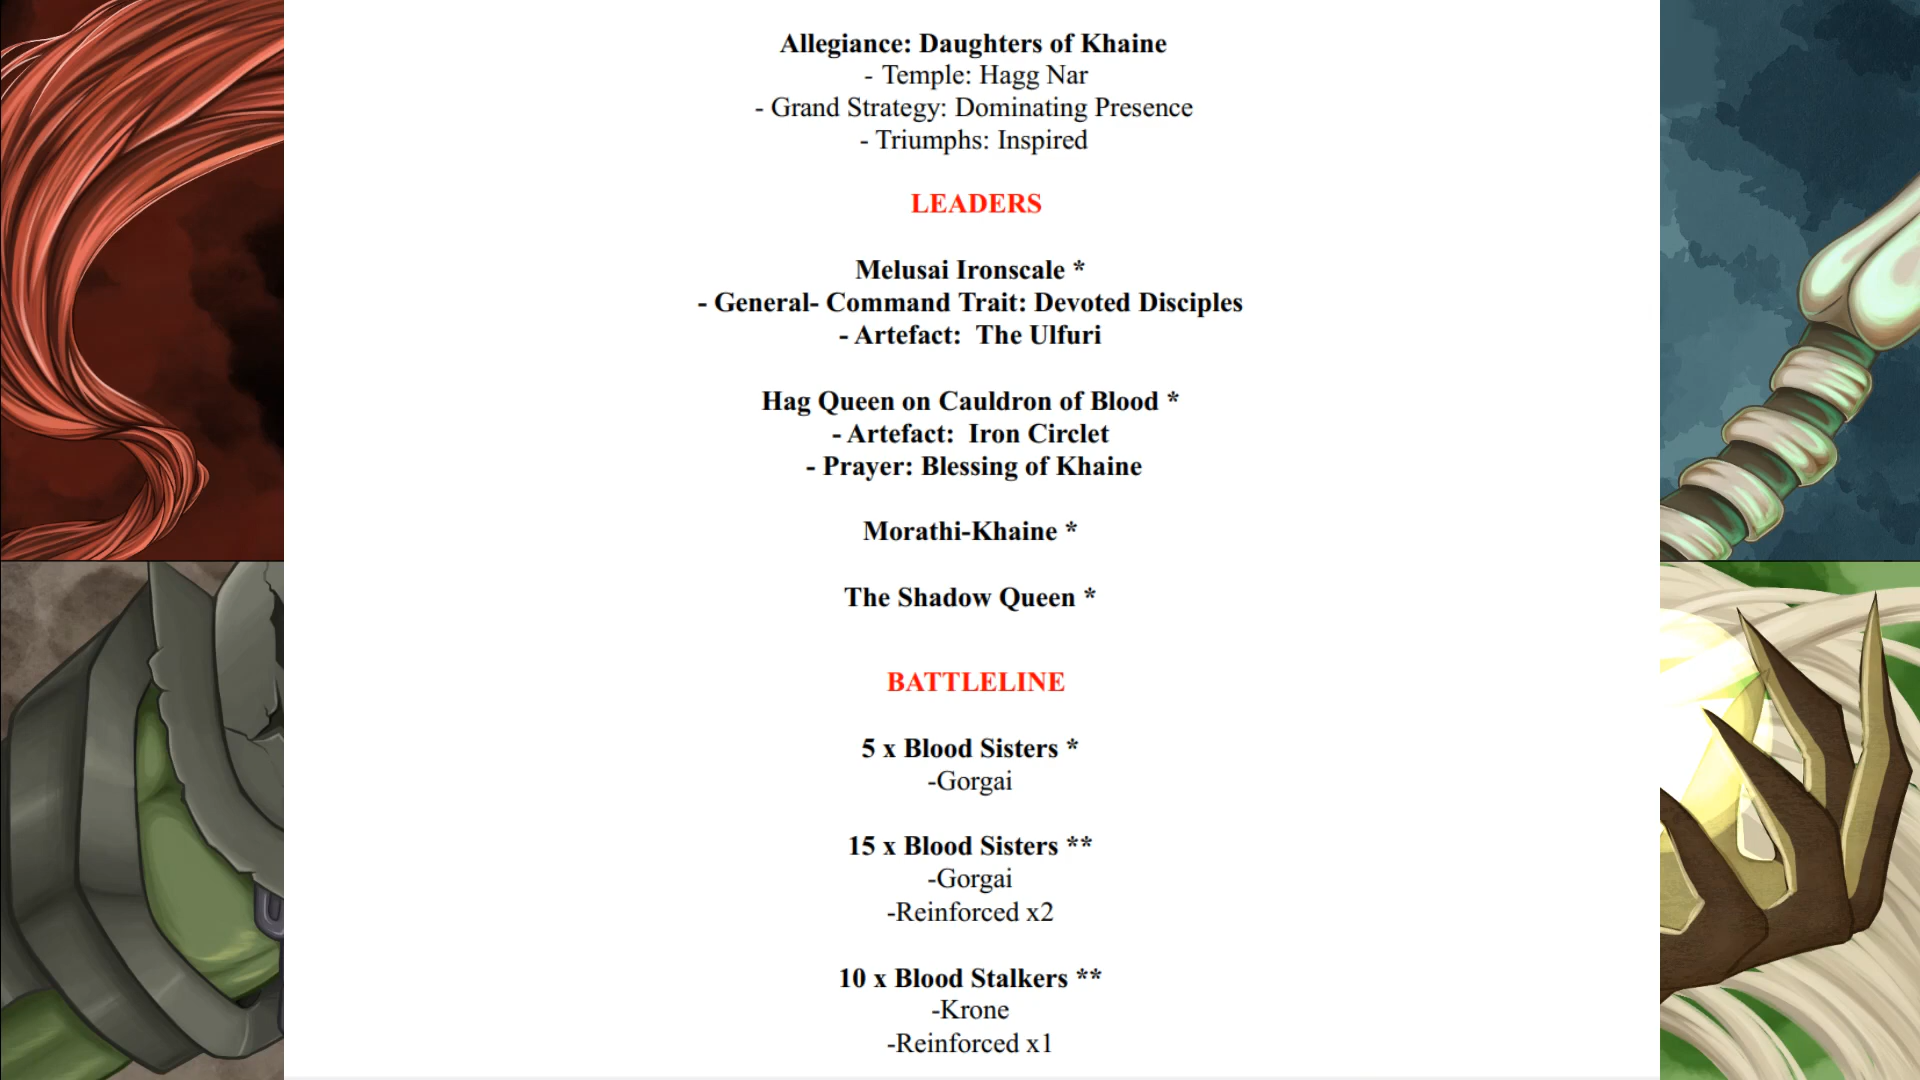 Allegiance: Daughters of Khaine
- Temple: Hagg Nar
- Grand Strategy: Dominating Presence
- Triumphs: Inspired
LEADERS
Melusai Ironscale *
- General- Command Trait: Devoted Disciples
- Artefact: The Ulfuri
Hag Queen on Cauldron of Blood *
- Artefact: Iron Circlet
- Prayer: Blessing of Khaine
Morathi-Khaine *
The Shadow Queen *
BATTLELINE
5 x Blood Sisters *
-Gorgai
15 x Blood Sisters **
-Gorgai
-Reinforced x2
10 x Blood Stalkers **
-Krone
-Reinforced x1